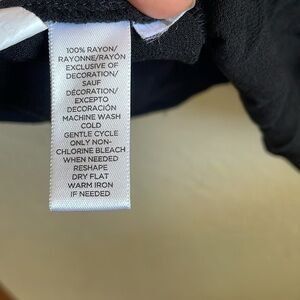 100% RAYON/
RAYONNE/RAYÓN
EXCLUSIVE OF
DECORATION/
SAUF
DÉCORATION/
EXCEPTO
DECORACIÓN
MACHINE WASH
COLD
GENTLE CYCLE
ONLY NON-
CHLORINE BLEACH
WHEN NEEDED
RESHAPE
DRY FLAT
WARM IRON
IF NEEDED